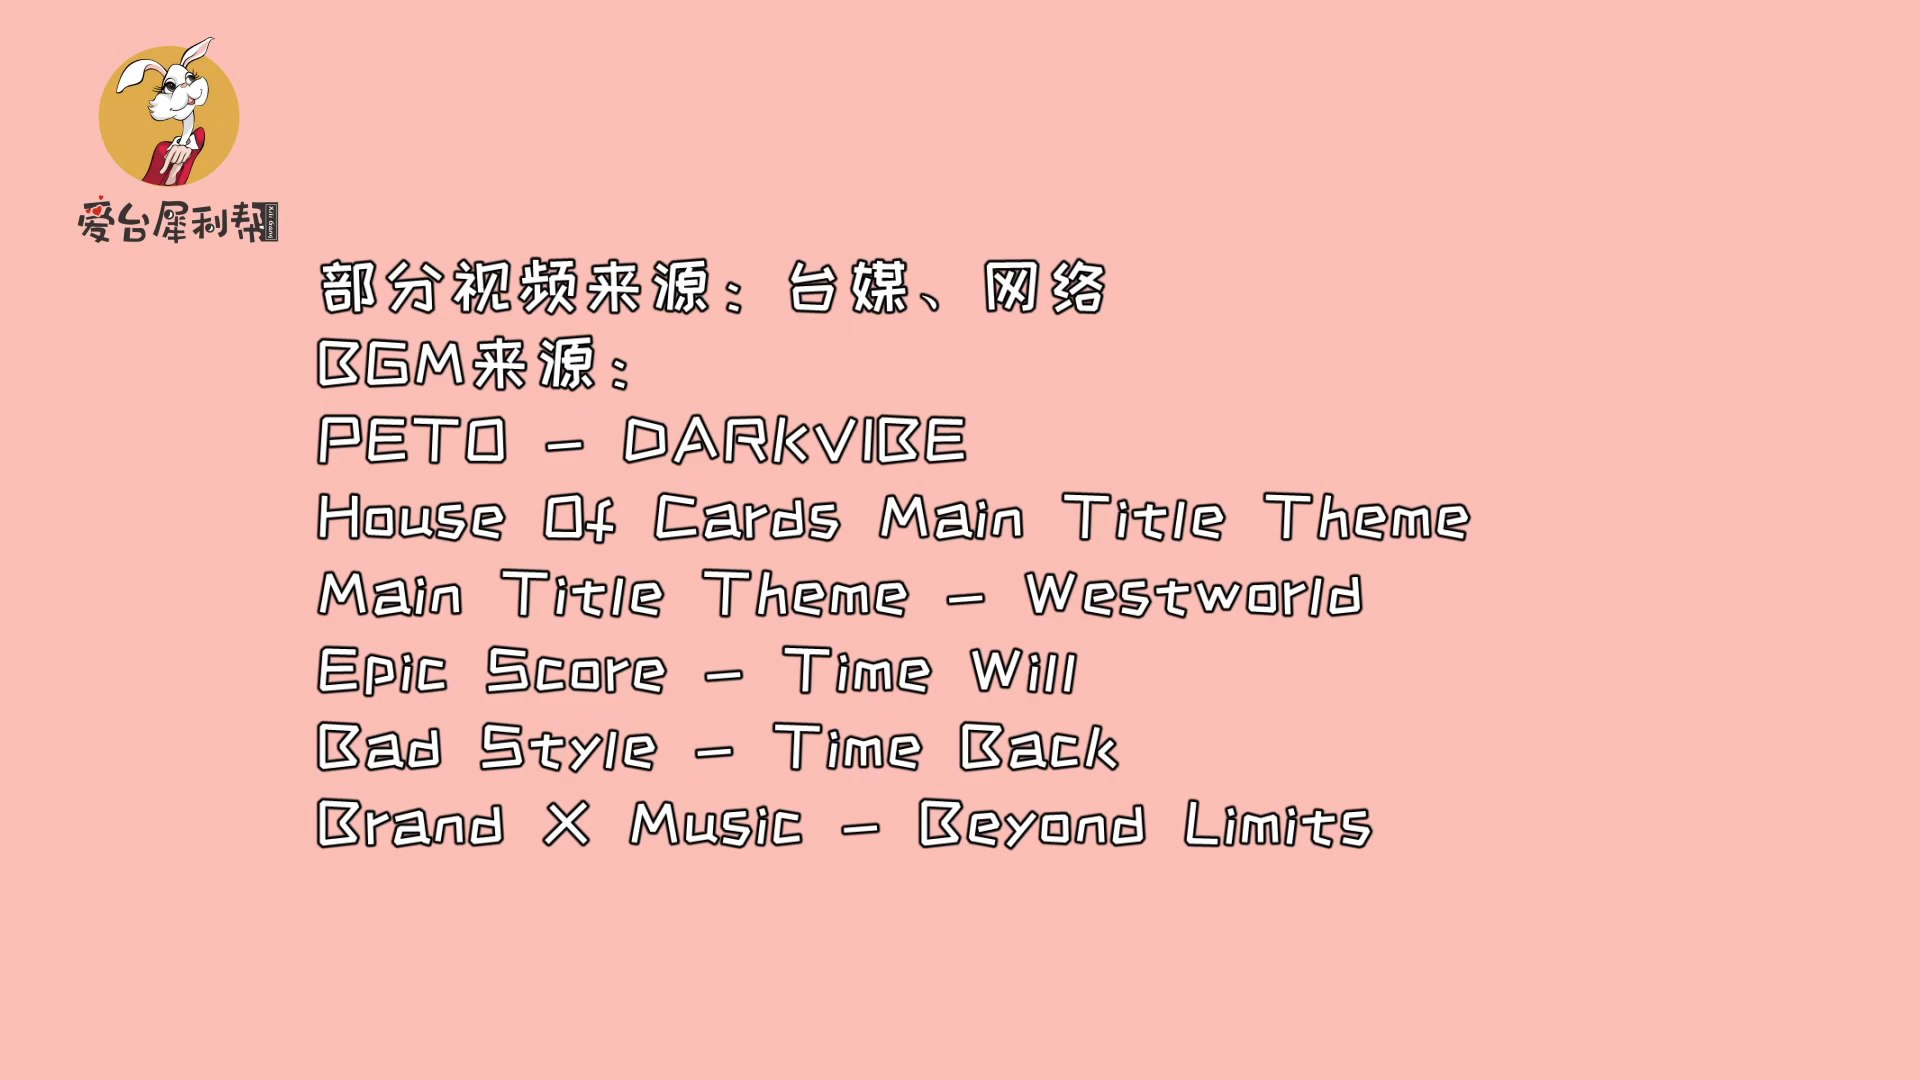 爱台犀利帮
Xili Gang
部分视频来源：台媒、网络
BGM来源：
PETO - DARKVIBE
House Of Cards Main Title Theme
Main Title Theme - Westworld
Epic Score - Time Will
Bad Style - Time Back
Brand X Music - Beyond Limits